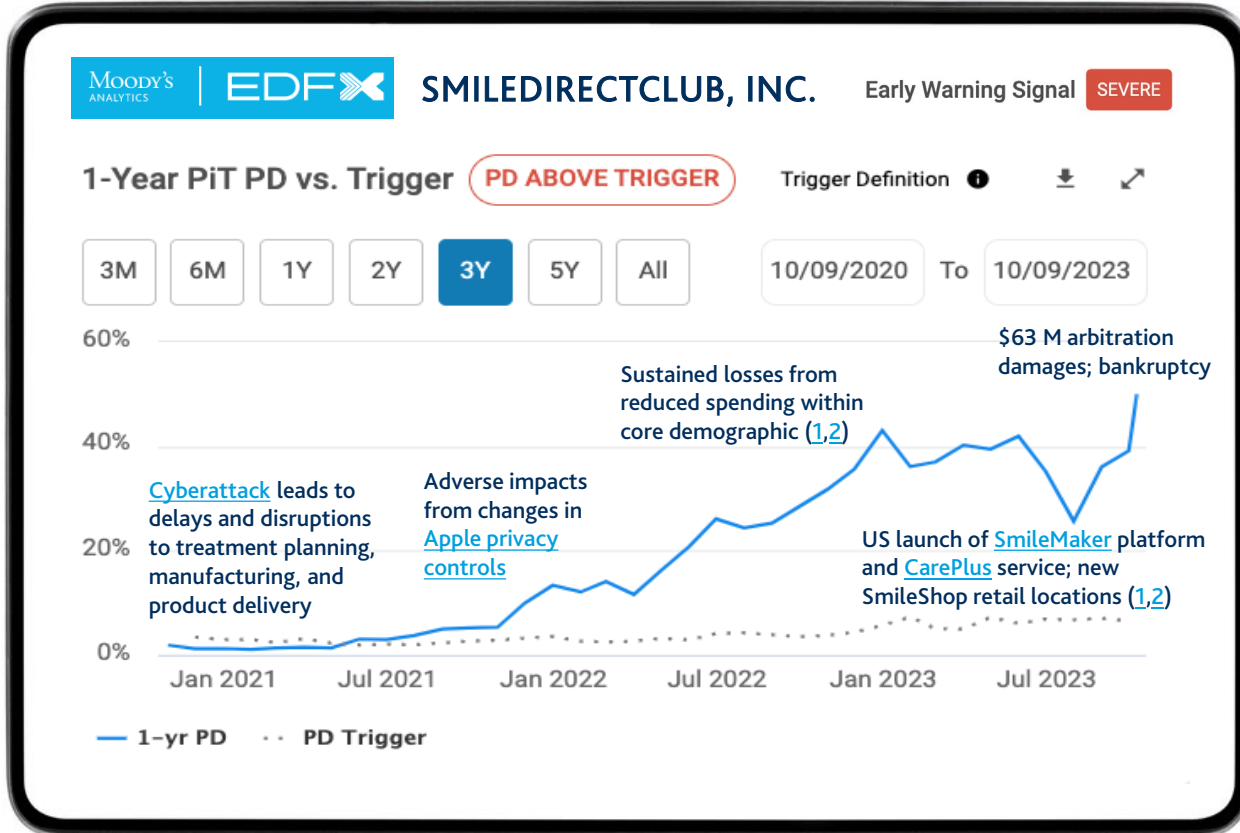 MOODY'S
ANALYTICS
EDFX
SMILEDIRECTCLUB, INC.
Early Warning Signal
SEVERE
1-Year PiT PD vs. Trigger
PD ABOVE TRIGGER
Trigger Definition
3M
6M
1Y
2Y
3Y
5Y
All
10/09/2020
To
10/09/2023
60%
40%
20%
0%
$63 M arbitration
damages; bankruptcy
Sustained losses from
reduced spending within
core demographic (1,2)
Cyberattack leads to
delays and disruptions
to treatment planning,
manufacturing, and
product delivery
Adverse impacts
from changes in
Apple privacy
controls
US launch of SmileMaker platform
and CarePlus service; new
SmileShop retail locations (1,2)
Jan 2021
Jul 2021
Jan 2022
Jul 2022
Jan 2023
Jul 2023
1-yr PD
PD Trigger